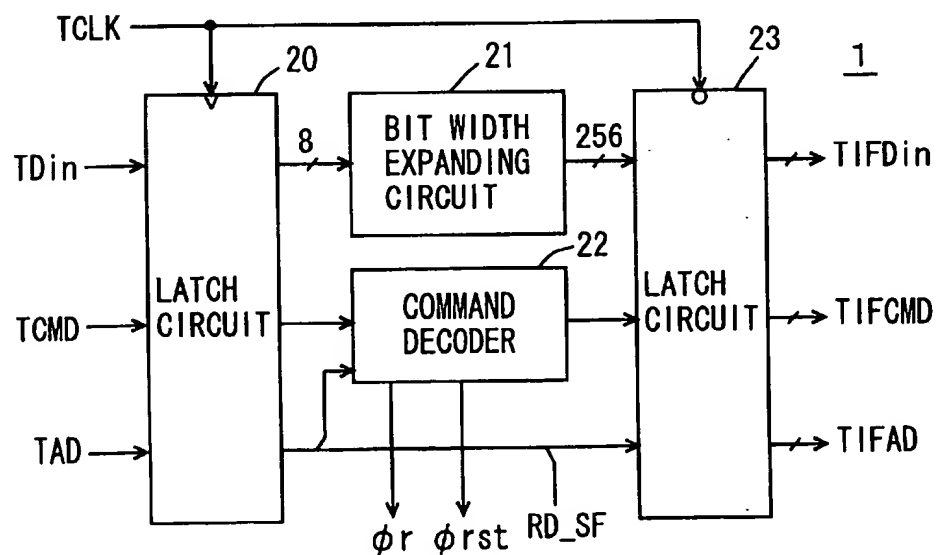 TCLK
20
21
23
1
TDin
8
BIT WIDTH
EXPANDING
CIRCUIT
256
TIFDin
22
TCMD
LATCH
CIRCUIT
COMMAND
DECODER
LATCH
CIRCUIT
TIFCMD
TAD
TIFAD
φr
φrst
RD_SF